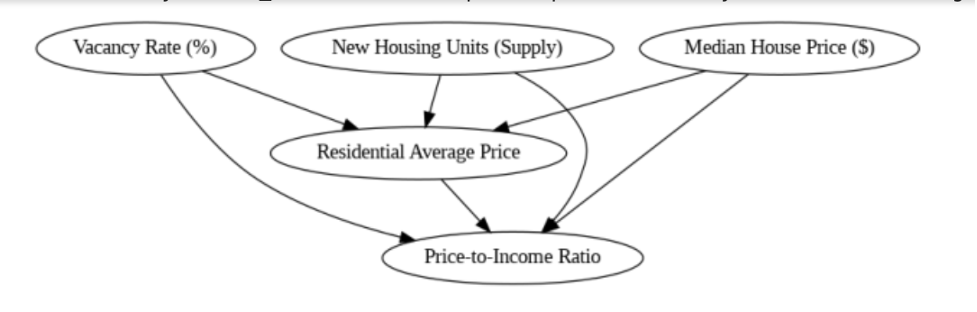 Vacancy Rate (%)
New Housing Units (Supply)
Median House Price ($)
Residential Average Price
Price-to-Income Ratio